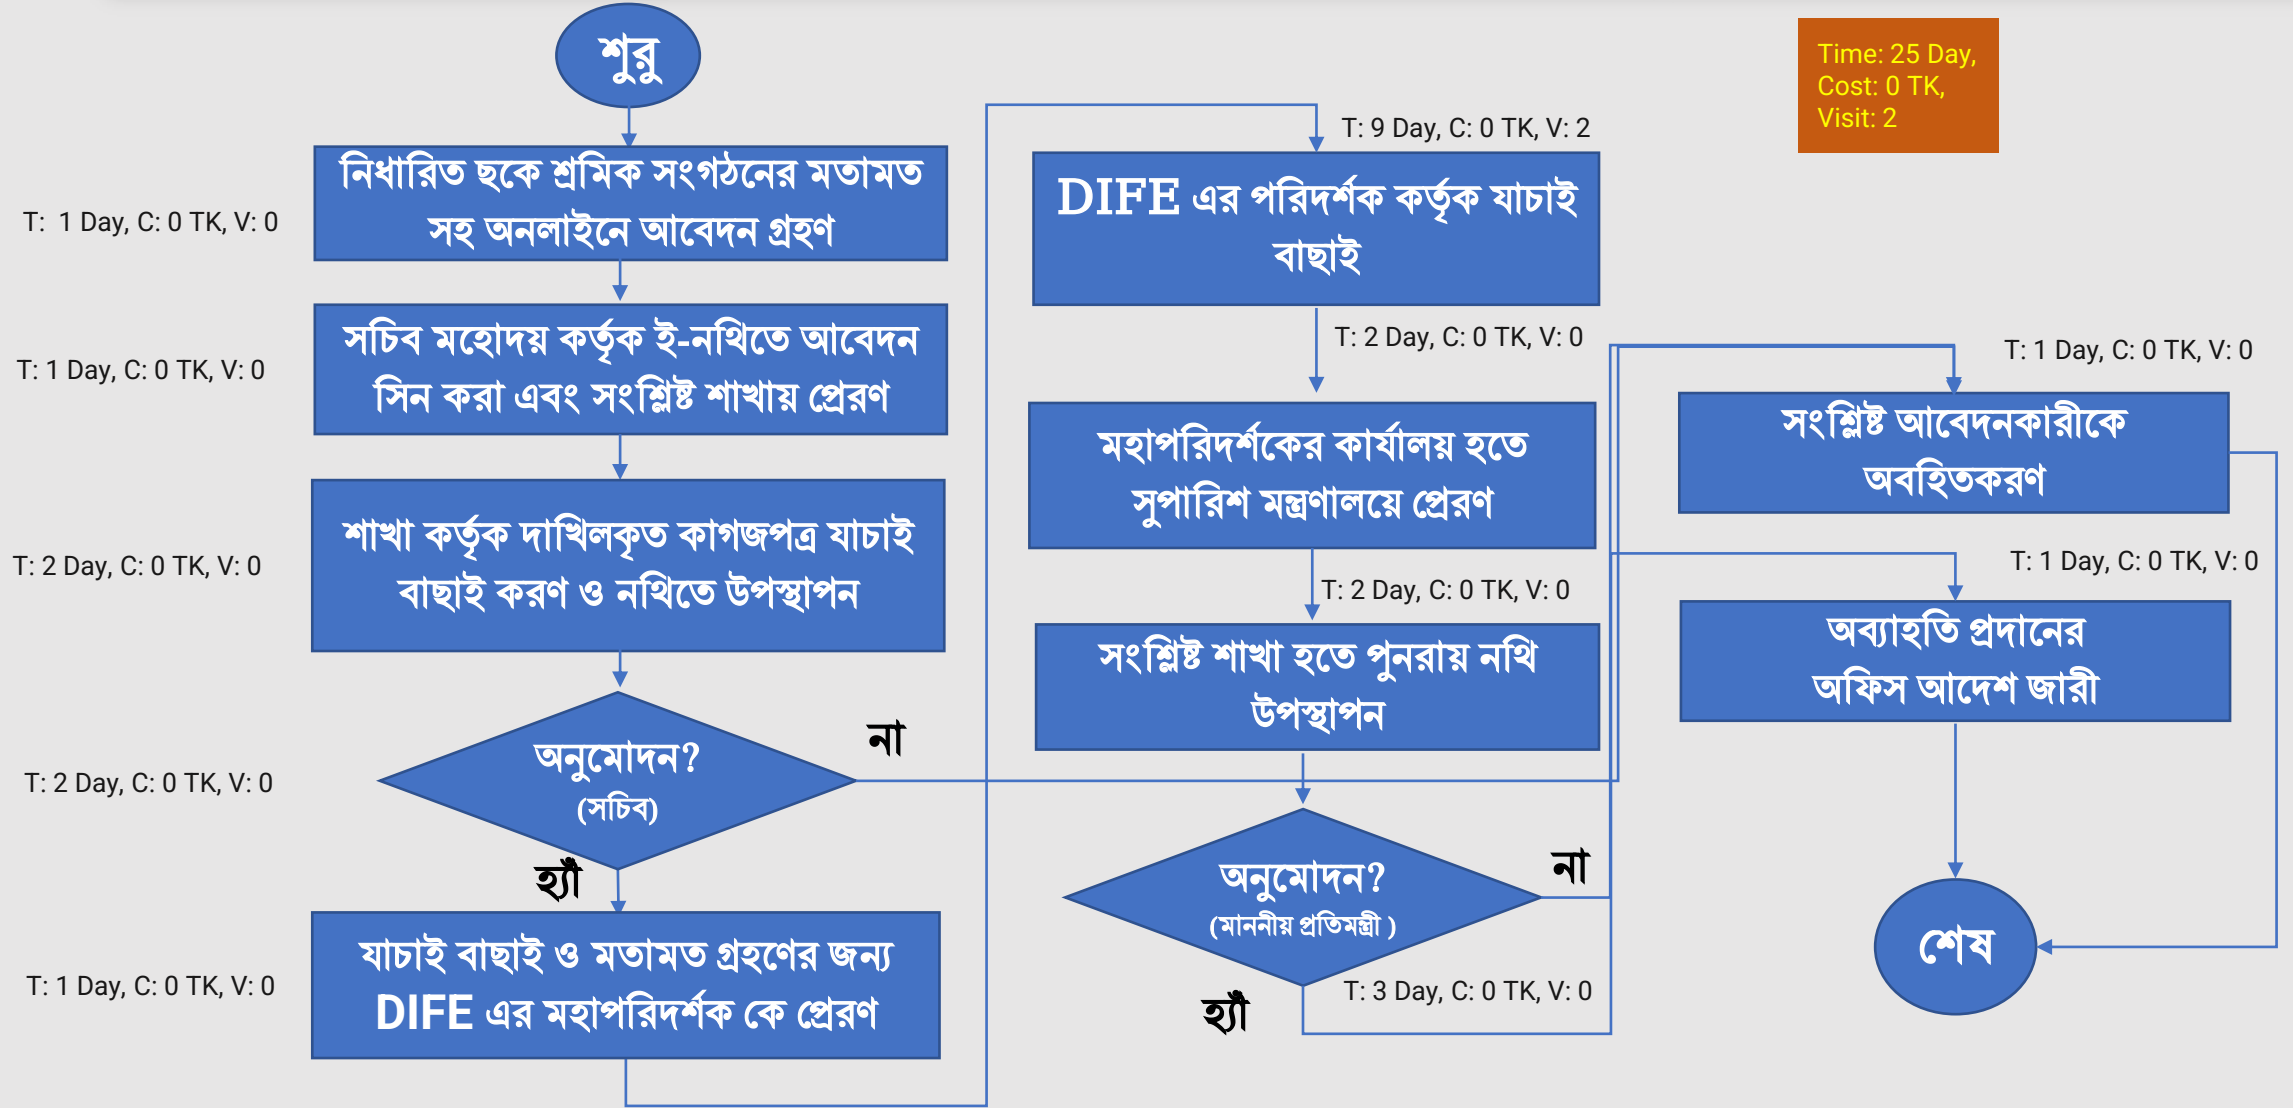 শুরু
T:  1 Day, C: 0 TK, V: 0
নিধারিত ছকে শ্রমিক সংগঠনের মতামত
সহ অনলাইনে আবেদন গ্রহণ
T: 1 Day, C: 0 TK, V: 0
সচিব মহোদয় কর্তৃক ই-নথিতে আবেদন
সিন করা এবং সংশ্লিষ্ট শাখায় প্রেরণ
T: 2 Day, C: 0 TK, V: 0
শাখা কর্তৃক দাখিলকৃত কাগজপত্র যাচাই
বাছাই করণ ও নথিতে উপস্থাপন
T: 2 Day, C: 0 TK, V: 0
অনুমোদন?
(সচিব)
না
হ্যাঁ
T: 1 Day, C: 0 TK, V: 0
যাচাই বাছাই ও মতামত গ্রহণের জন্য
DIFE এর মহাপরিদর্শক কে প্রেরণ
T: 9 Day, C: 0 TK, V: 2
DIFE এর পরিদর্শক কর্তৃক যাচাই
বাছাই
T: 2 Day, C: 0 TK, V: 0
মহাপরিদর্শকের কার্যালয় হতে
সুপারিশ মন্ত্রণালয়ে প্রেরণ
T: 2 Day, C: 0 TK, V: 0
সংশ্লিষ্ট শাখা হতে পুনরায় নথি
উপস্থাপন
অনুমোদন?
(মাননীয় প্রতিমন্ত্রী )
না
হ্যাঁ
T: 3 Day, C: 0 TK, V: 0
Time: 25 Day,
Cost: 0 TK,
Visit: 2
T: 1 Day, C: 0 TK, V: 0
সংশ্লিষ্ট আবেদনকারীকে
অবহিতকরণ
T: 1 Day, C: 0 TK, V: 0
অব্যাহতি প্রদানের
অফিস আদেশ জারী
শেষ